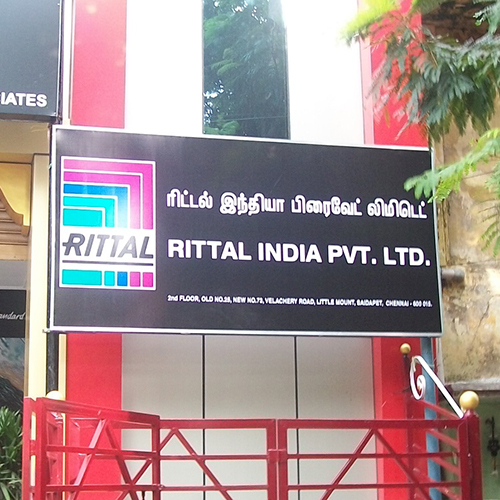 IATES
ரிட்டல் இந்தியா பிரைவேட் லிமிடெட்
RITTAL
RITTAL INDIA PVT. LTD.
2nd FLOOR, OLD NO.25, NEW NO.70, VELACHERY ROAD, LITTLE MOUNT, SAIDAPET, CHENNAI - 600 015.